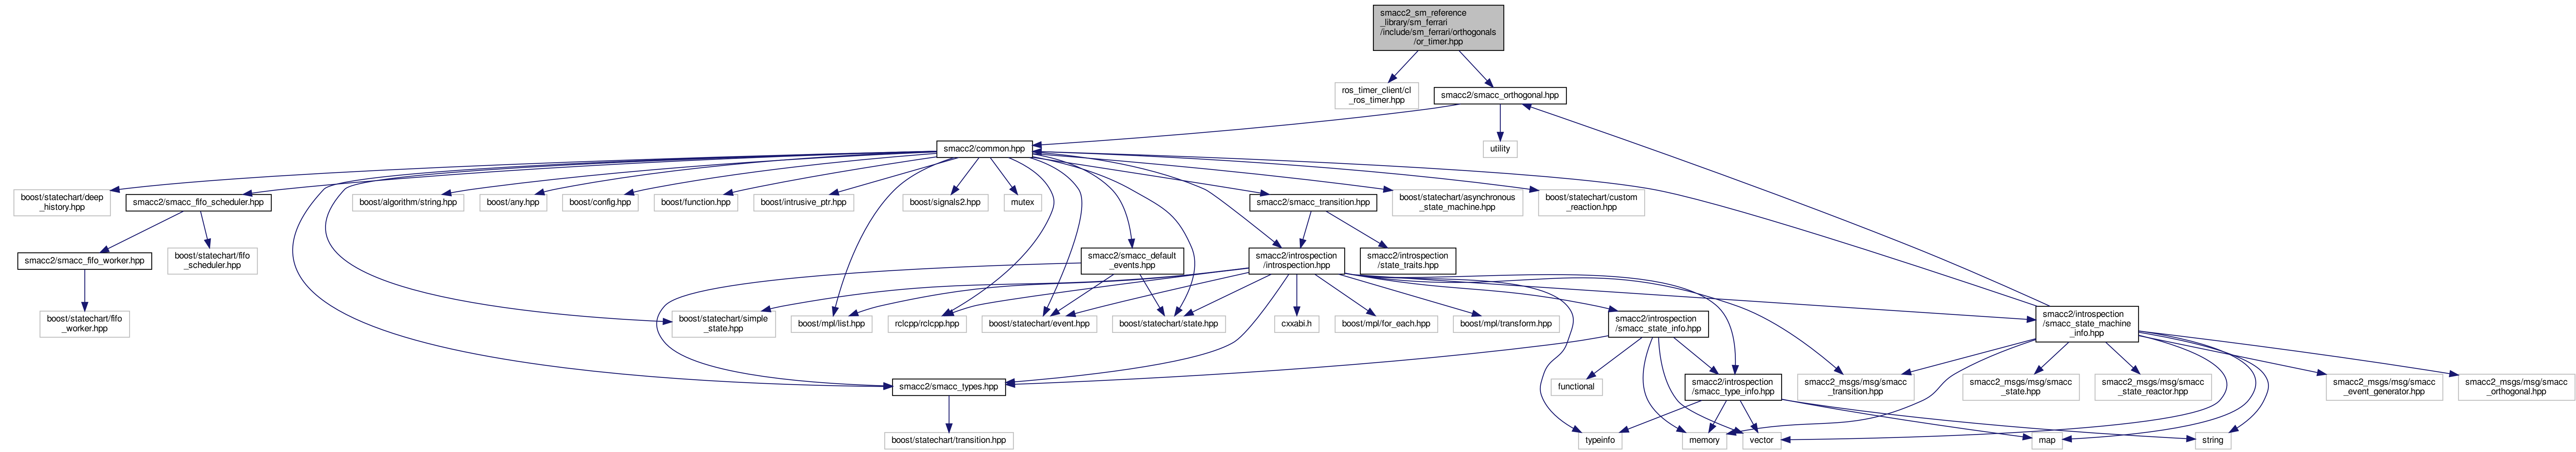 smacc2_sm_reference
_library/sm_ferrari
/include/sm_ferrari/orthogonals
/or_timer.hpp
ros_timer_client/cl
_ros_timer.hpp
smacc2/smacc_orthogonal.hpp
smacc2/common.hpp
utility
boost/statechart/deep
_history.hpp
smacc2/smacc_fifo_scheduler.hpp
boost/algorithm/string.hpp
boost/any.hpp
boost/config.hpp
boost/function.hpp
boost/intrusive_ptr.hpp
boost/signals2.hpp
mutex
smacc2/smacc_transition.hpp
boost/statechart/asynchronous
_state_machine.hpp
boost/statechart/custom
_reaction.hpp
smacc2/smacc_fifo_worker.hpp
boost/statechart/fifo
_scheduler.hpp
smacc2/smacc_default
_events.hpp
smacc2/introspection
/introspection.hpp
smacc2/introspection
/state_traits.hpp
boost/statechart/fifo
_worker.hpp
boost/statechart/simple
_state.hpp
boost/mpl/list.hpp
rclcpp/rclcpp.hpp
boost/statechart/event.hpp
boost/statechart/state.hpp
cxxabi.h
boost/mpl/for_each.hpp
boost/mpl/transform.hpp
smacc2/introspection
/smacc_state_info.hpp
smacc2/introspection
/smacc_state_machine
_info.hpp
smacc2/smacc_types.hpp
functional
smacc2/introspection
/smacc_type_info.hpp
smacc2_msgs/msg/smacc
_transition.hpp
smacc2_msgs/msg/smacc
_state.hpp
smacc2_msgs/msg/smacc
_state_reactor.hpp
smacc2_msgs/msg/smacc
_event_generator.hpp
smacc2_msgs/msg/smacc
_orthogonal.hpp
boost/statechart/transition.hpp
typeinfo
memory
vector
map
string